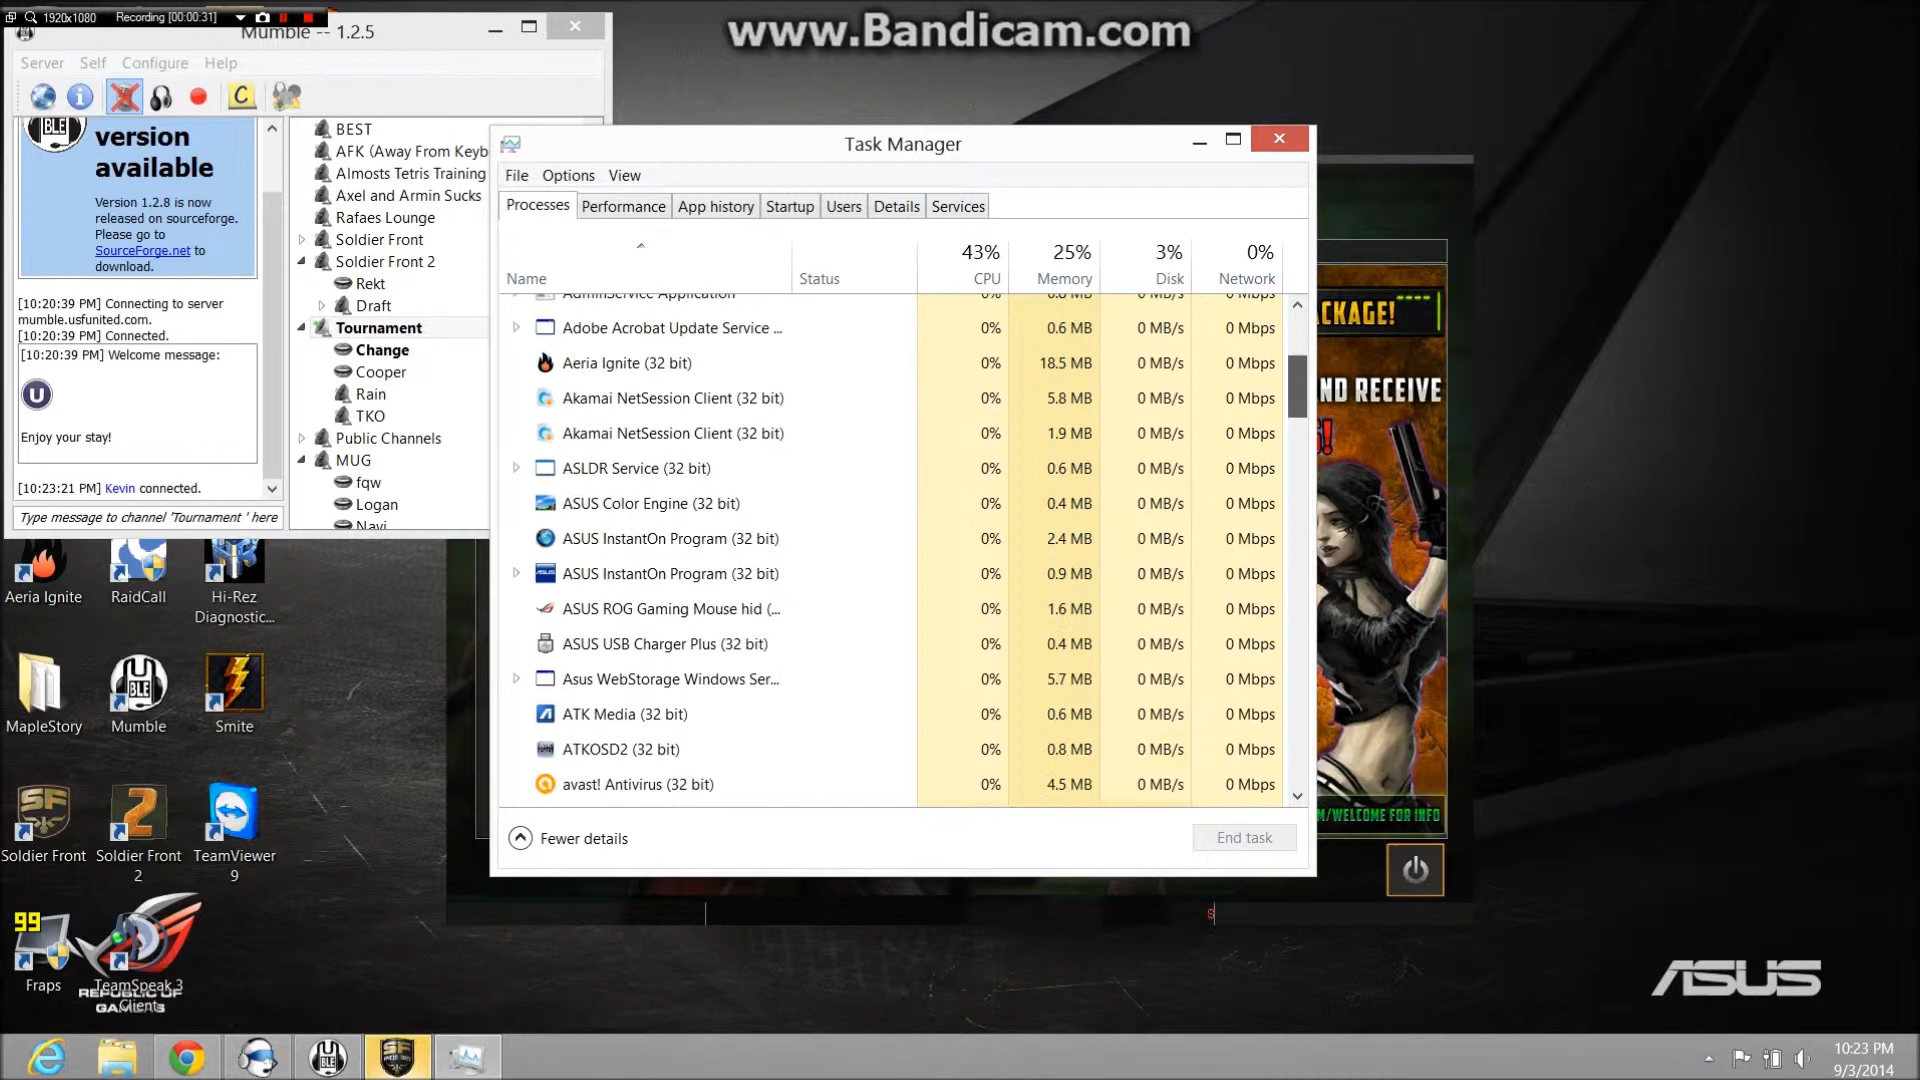 1920x1080 Recording [00:00:31]
www.Bandicam.com
Mumble -- 1.2.5
Server Self Configure Help
BLE
version
available
Version 1.2.8 is now
released on sourceforge.
Please go to
SourceForge.net to
download.
[10:20:39 PM] Connecting to server
mumble.usfunited.com.
[10:20:39 PM] Connected.
[10:20:39 PM] Welcome message:
U
Enjoy your stay!
[10:23:21 PM] Kevin connected.
Type message to channel 'Tournament ' here
BEST
AFK (Away From Keyb
Almosts Tetris Training
Axel and Armin Sucks
Rafaes Lounge
Soldier Front
Soldier Front 2
Rekt
Draft
Tournament
Change
Cooper
Rain
TKO
Public Channels
MUG
fqw
Logan
Navi
Task Manager
File Options View
Processes Performance App history Startup Users Details Services
43% 25% 3% 0%
Name Status CPU Memory Disk Network
AdminService Application 0% 0.8 MB 0 MB/s 0 Mbps
Adobe Acrobat Update Service ... 0% 0.6 MB 0 MB/s 0 Mbps
Aeria Ignite (32 bit) 0% 18.5 MB 0 MB/s 0 Mbps
Akamai NetSession Client (32 bit) 0% 5.8 MB 0 MB/s 0 Mbps
Akamai NetSession Client (32 bit) 0% 1.9 MB 0 MB/s 0 Mbps
ASLDR Service (32 bit) 0% 0.6 MB 0 MB/s 0 Mbps
ASUS Color Engine (32 bit) 0% 0.4 MB 0 MB/s 0 Mbps
ASUS InstantOn Program (32 bit) 0% 2.4 MB 0 MB/s 0 Mbps
ASUS InstantOn Program (32 bit) 0% 0.9 MB 0 MB/s 0 Mbps
ASUS ROG Gaming Mouse hid (... 0% 1.6 MB 0 MB/s 0 Mbps
ASUS USB Charger Plus (32 bit) 0% 0.4 MB 0 MB/s 0 Mbps
Asus WebStorage Windows Ser... 0% 5.7 MB 0 MB/s 0 Mbps
ATK Media (32 bit) 0% 0.6 MB 0 MB/s 0 Mbps
ATKOSD2 (32 bit) 0% 0.8 MB 0 MB/s 0 Mbps
avast! Antivirus (32 bit) 0% 4.5 MB 0 MB/s 0 Mbps
Fewer details
End task
CKAGE!
ND RECEIVE
M/WELCOME FOR INFO
Aeria Ignite
RaidCall
Hi-Rez
Diagnostic...
MapleStory
Mumble
Smite
Soldier Front
Soldier Front
2
TeamViewer
9
99
Fraps
TeamSpeak 3
Client
REPUBLIC OF
GAMERS
ASUS
10:23 PM
9/3/2014